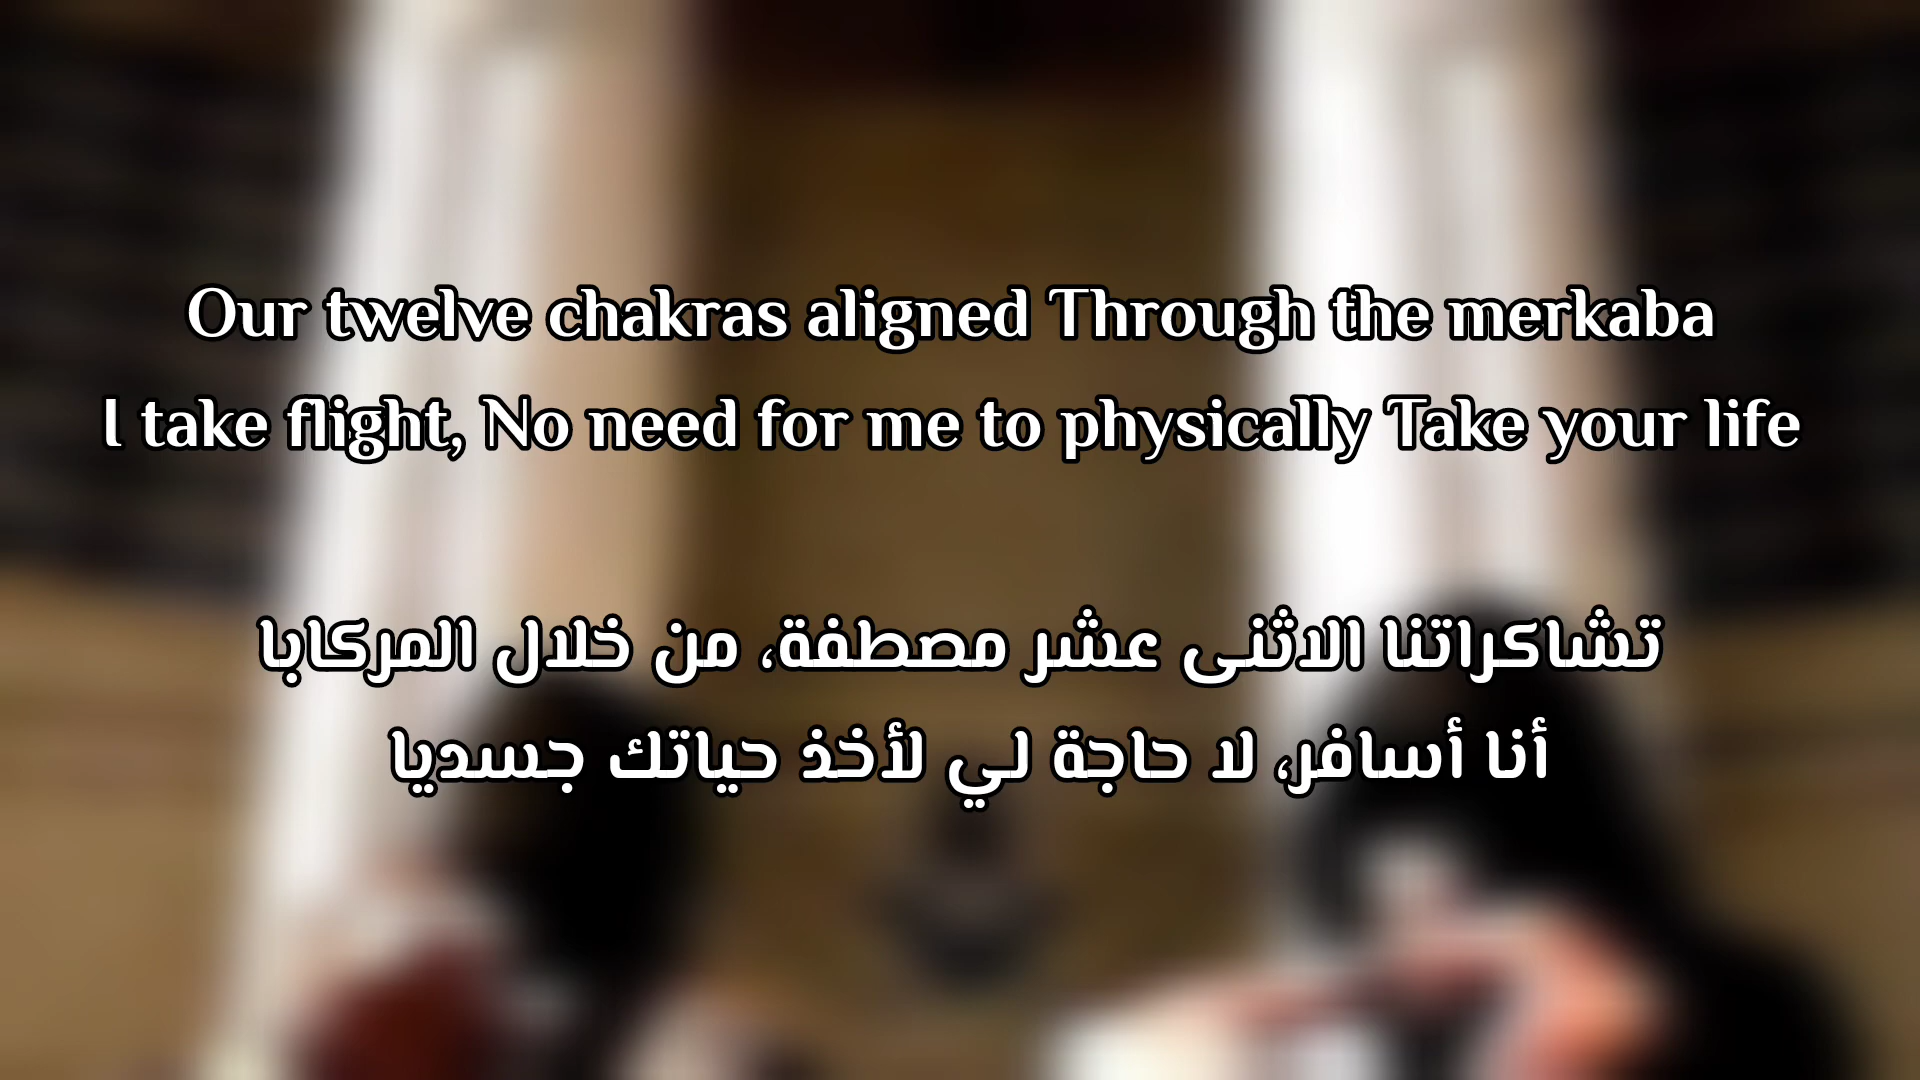 Our twelve chakras aligned Through the merkaba
I take flight, No need for me to physically Take your life
تشاكراتنا الاثنى عشر مصطفة، من خلال المركابا
أنا أسافر، لا حاجة لي لأخذ حياتك جسديا